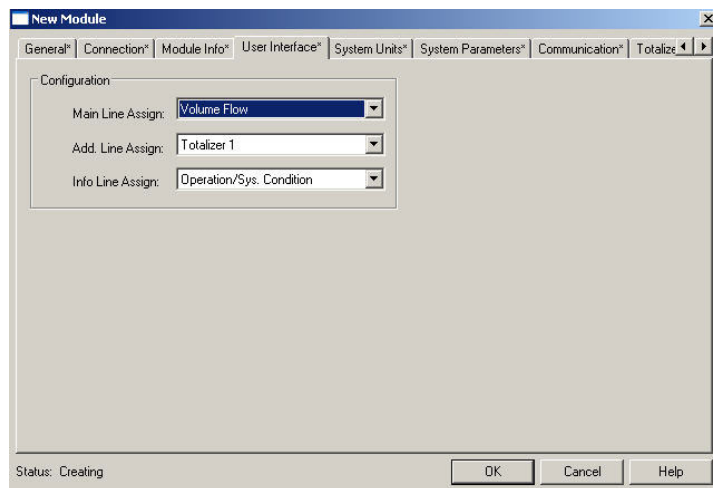 New Module
General* Connection* Module Info* User Interface* System Units* System Parameters* Communication* Totalize
Configuration
Main Line Assign: Volume Flow
Add. Line Assign: Totalizer 1
Info Line Assign: Operation/Sys. Condition
Status: Creating OK Cancel Help